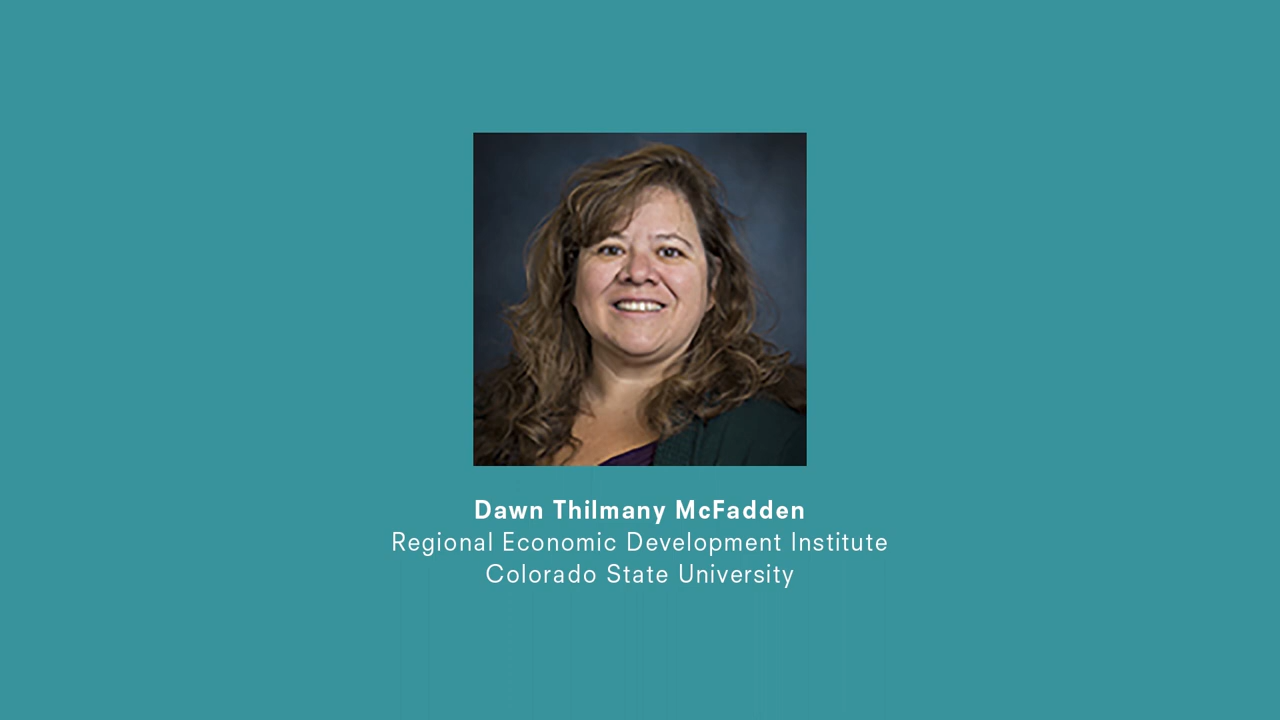 Dawn Thilmany McFadden
Regional Economic Development Institute
Colorado State University